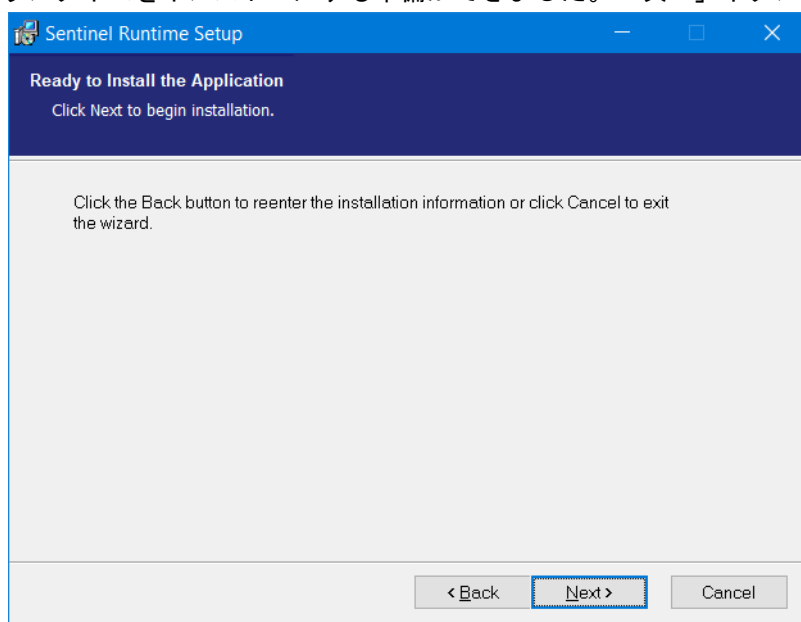 Sentinel Runtime Setup
Ready to Install the Application
Click Next to begin installation.
Click the Back button to reenter the installation information or click Cancel to exit
the wizard.
< Back Next > Cancel